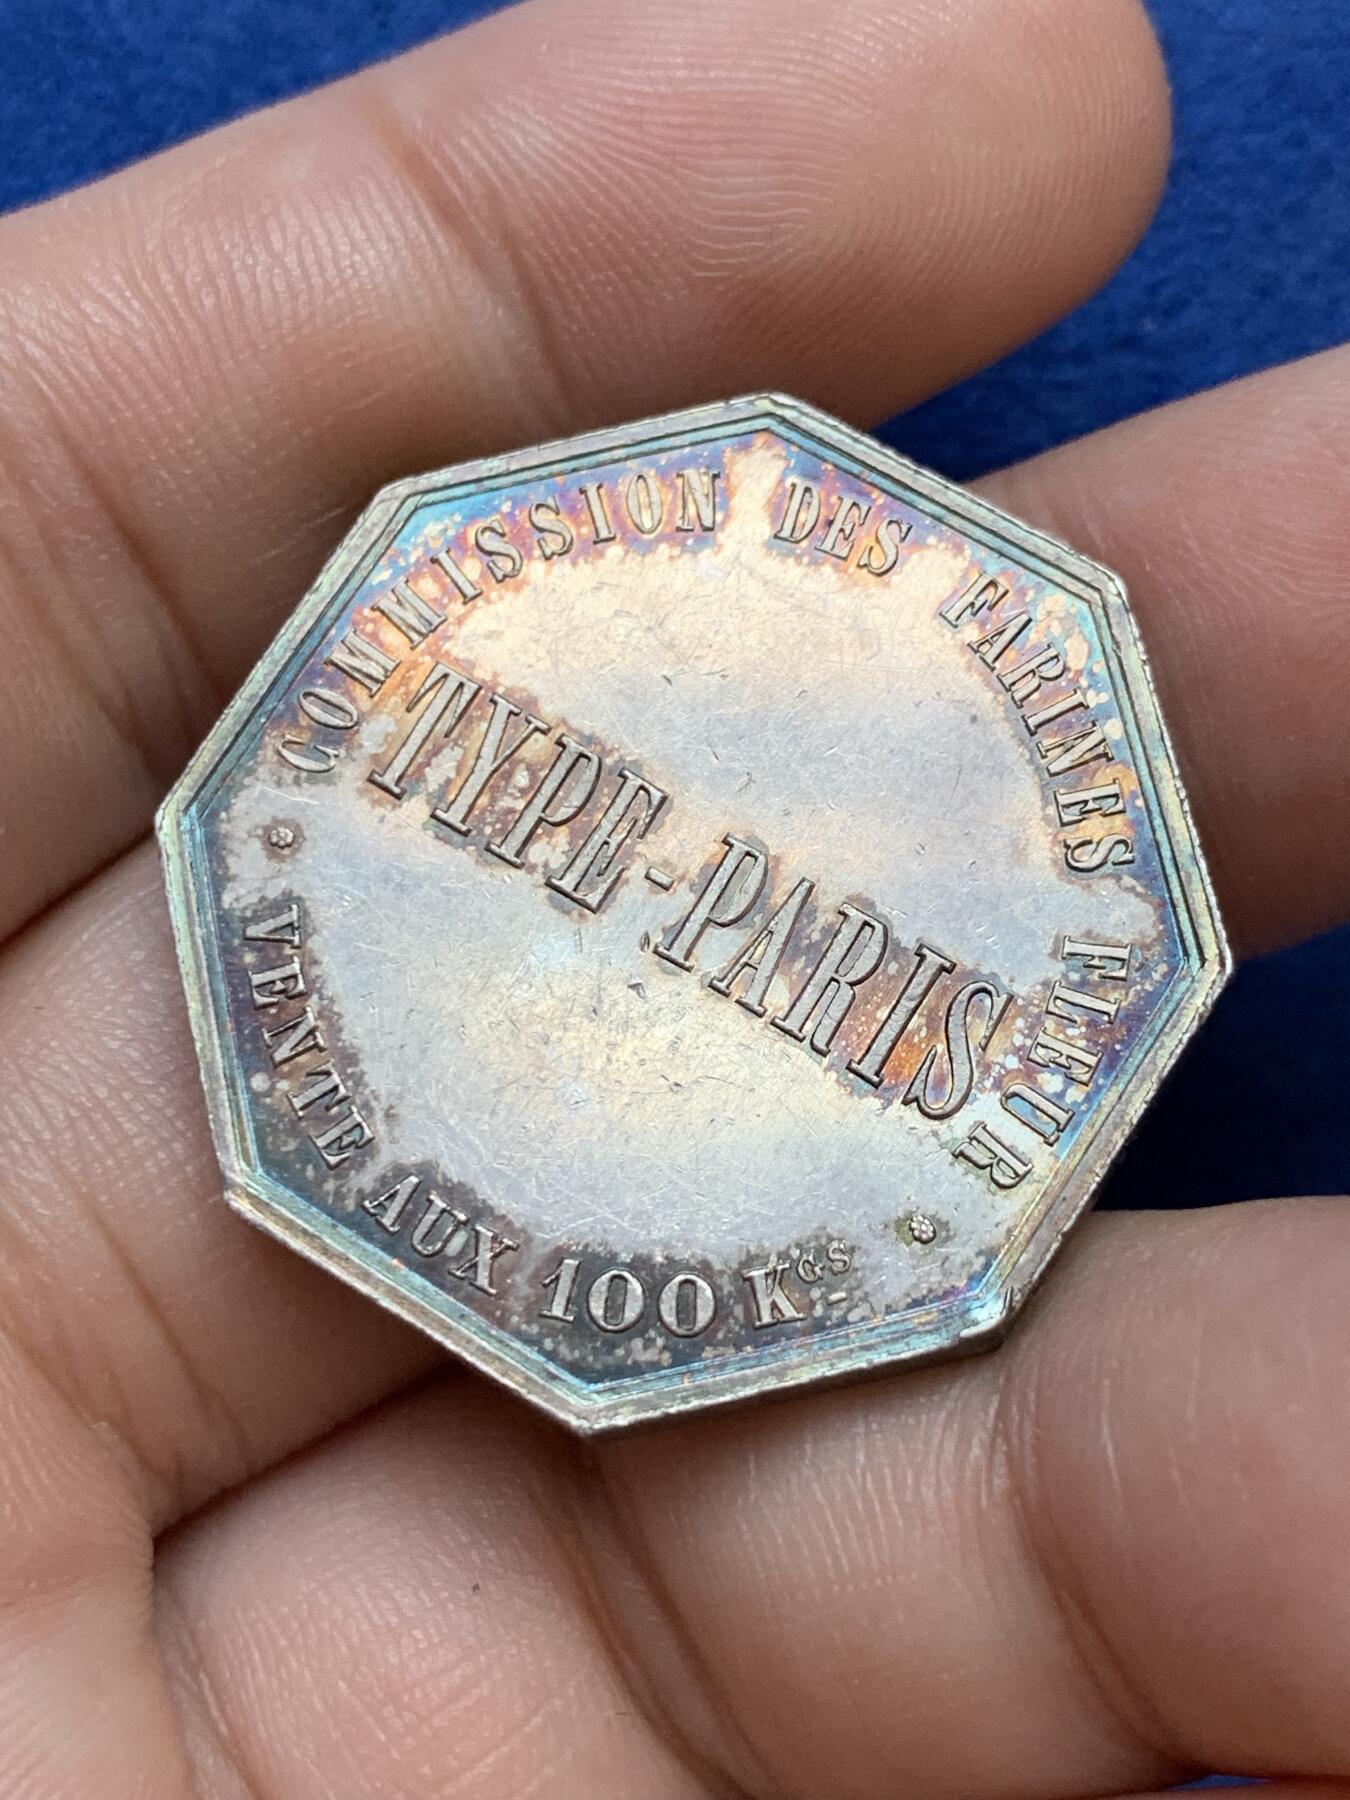 COMMISSION DES FARINES FLEUR
TYPE-PARIS
VENTE AUX 100 KGS